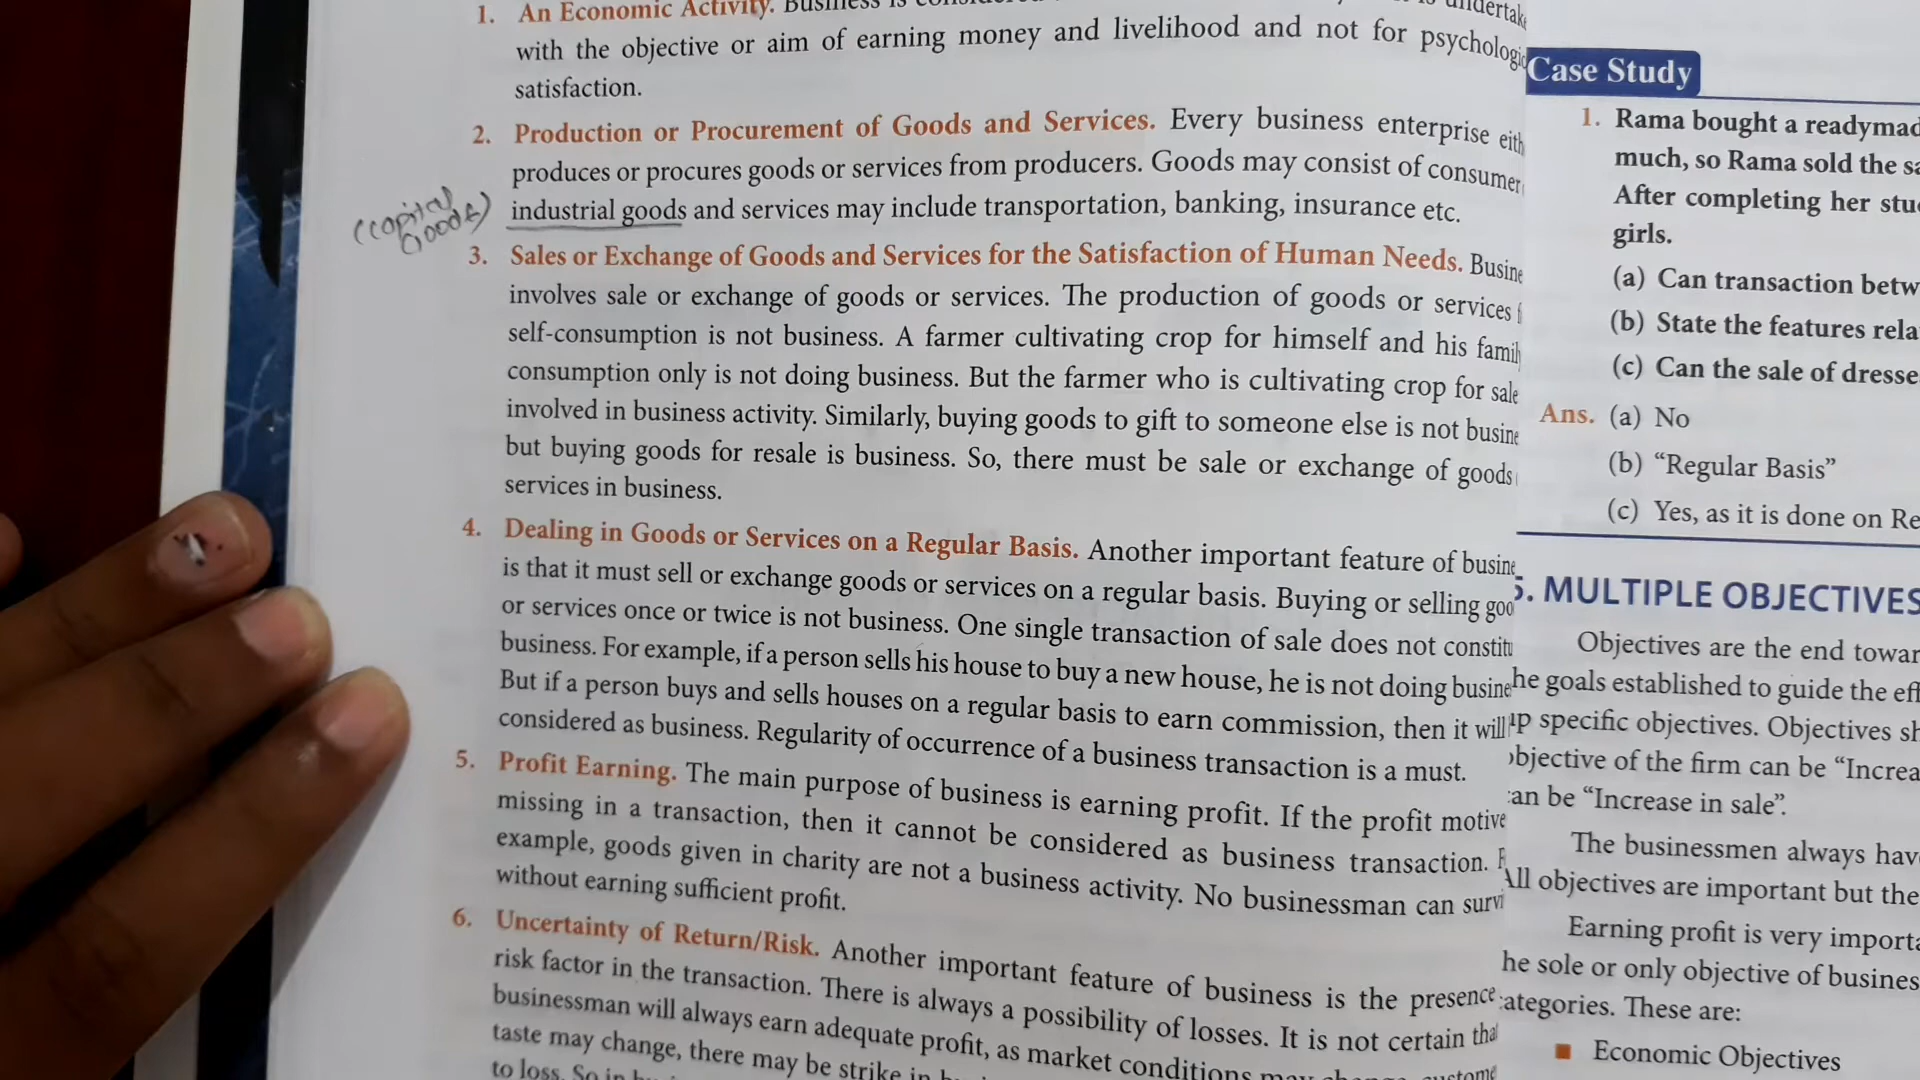 1. An Economic Activity. Business is
with the objective or aim of earning money and livelihood and not for
satisfaction.
2. Production or Procurement of Goods and Services. Every business enterprise
produces or procures goods or services from producers. Goods may consist of consumer
(capital goods)
industrial goods and services may include transportation, banking, insurance etc.
3. Sales or Exchange of Goods and Services for the Satisfaction of Human Needs.
involves sale or exchange of goods or services. The production of goods or services
self-consumption is not business. A farmer cultivating crop for himself and his
consumption only is not doing business. But the farmer who is cultivating crop for sale
involved in business activity. Similarly, buying goods to gift to someone else is not
but buying goods for resale is business. So, there must be sale or exchange of goods
services in business.
4. Dealing in Goods or Services on a Regular Basis. Another important feature of
is that it must sell or exchange goods or services on a regular basis. Buying or selling
or services once or twice is not business. One single transaction of sale does not
business. For example, if a person sells his house to buy a new house, he is not doing
But if a person buys and sells houses on a regular basis to earn commission, then it will
considered as business. Regularity of occurrence of a business transaction is a must.
5. Profit Earning. The main purpose of business is earning profit. If the profit motive
missing in a transaction, then it cannot be considered as business transaction.
example, goods given in charity are not a business activity. No businessman can
without earning sufficient profit.
6. Uncertainty of Return/Risk. Another important feature of business is the presence
risk factor in the transaction. There is always a possibility of losses. It is not certain
businessman will always earn adequate profit, as market conditions
taste may change, there may be strike in
to loss. So
Case Study
1. Rama bought a
much, so Rama sold the
After completing her
girls.
(a) Can transaction
(b) State the features
(c) Can the sale of
Ans. (a) No
(b) “Regular Basis”
(c) Yes, as it is done on
5. MULTIPLE OBJECTIVES
Objectives are the end
goals established to guide the
specific objectives. Objectives
objective of the firm can be
can be “Increase in sale”.
The businessmen always
All objectives are important but
Earning profit is very
sole or only objective of
categories. These are:
■ Economic Objectives